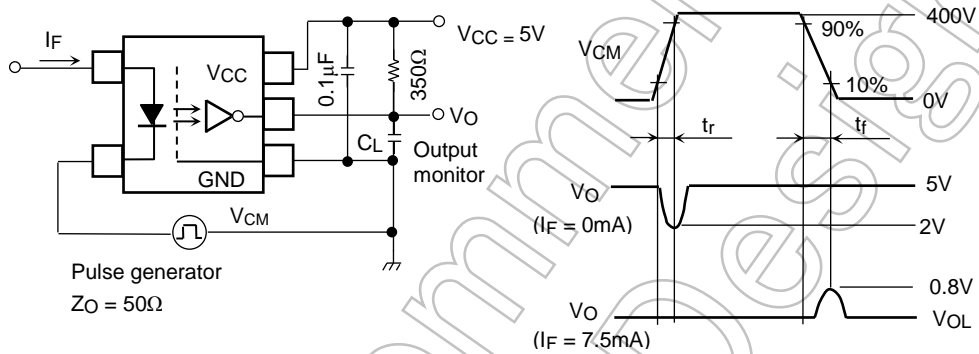 IF
VCC
GND
0.1μF
350Ω
VCC = 5V
VO
CL
Output
monitor
VCM
Pulse generator
ZO = 50Ω
VCM
400V
90%
10%
0V
tr
tf
VO
(IF = 0mA)
5V
2V
0.8V
VO
(IF = 7.5mA)
VOL